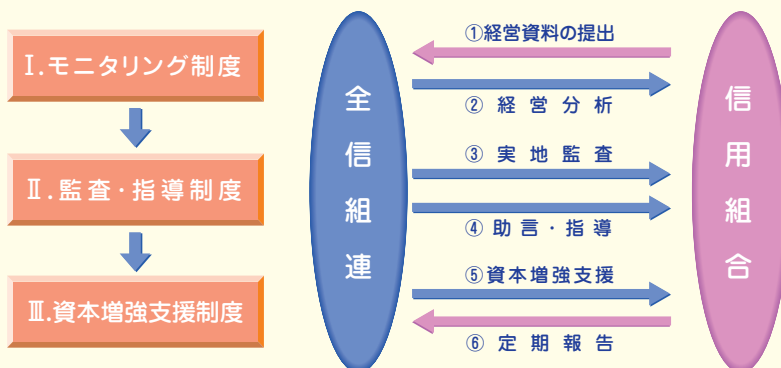 Ⅰ.モニタリング制度
Ⅱ.監査・指導制度
Ⅲ.資本増強支援制度
全信組連
①経営資料の提出
②経営分析
③実地監査
④助言・指導
⑤資本増強支援
⑥定期報告
信用組合